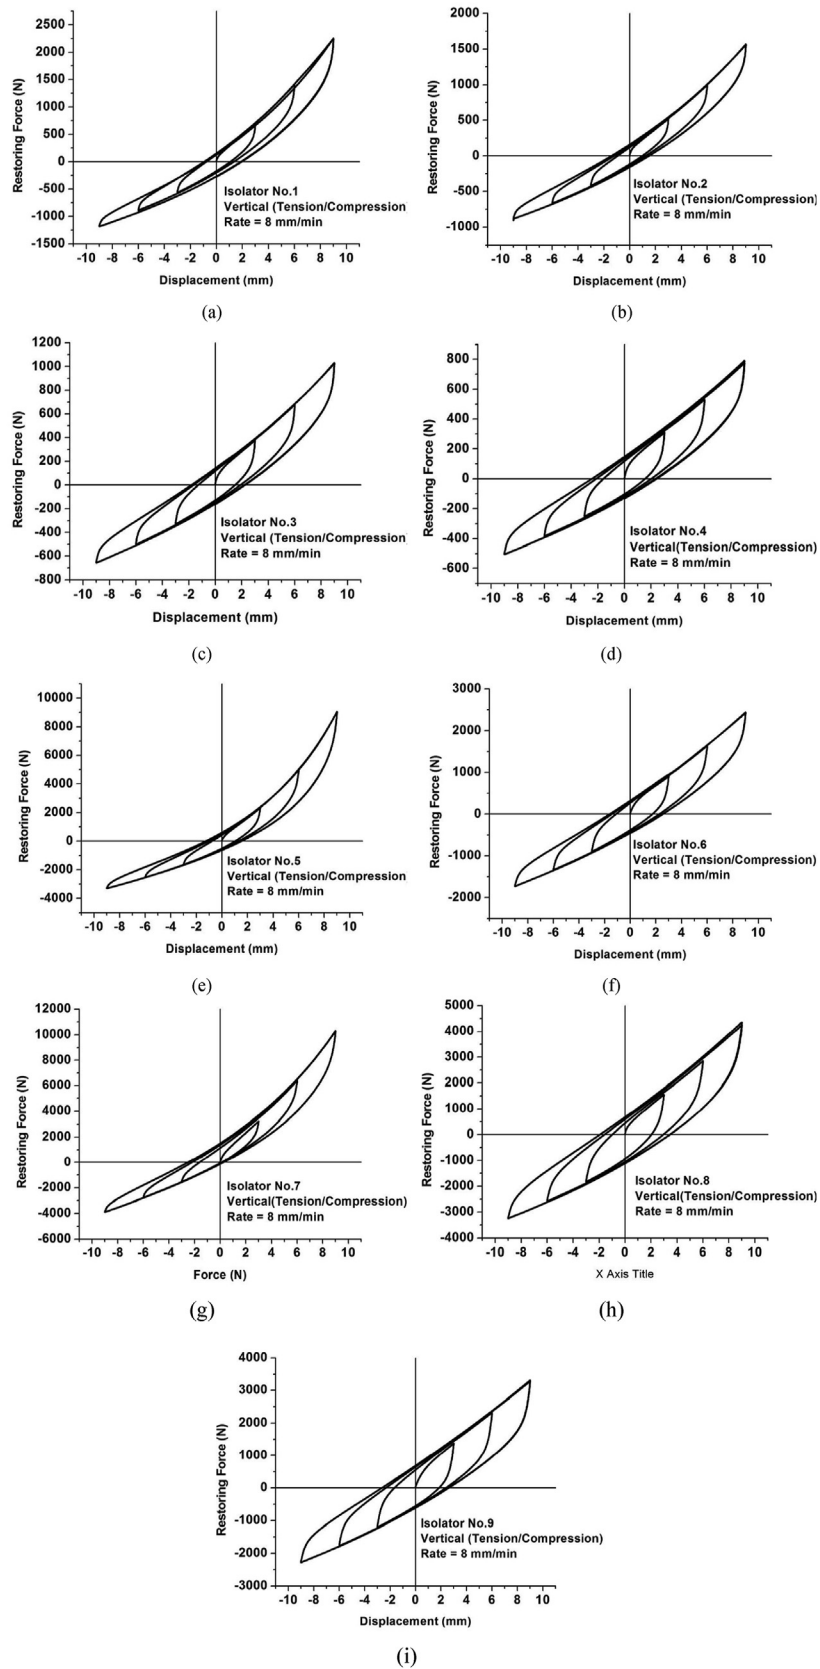 2500
2000
1500
1000
500
0
-500
-1000
-1500
Restoring Force (N)
Isolator No.1
Vertical (Tension/Compression
Rate = 8 mm/min
-10 -8 -6 -4 -2 0 2 4 6 8 10
Displacement (mm)
(a)
2000
1500
1000
500
0
-500
-1000
Restoring Force (N)
Isolator No.2
Vertical (Tension/Compression)
Rate = 8 mm/min
-10 -8 -6 -4 -2 0 2 4 6 8 10
Displacement (mm)
(b)
1200
1000
800
600
400
200
0
-200
-400
-600
-800
Restoring Force (N)
Isolator No.3
Vertical (Tension/Compression)
Rate = 8 mm/min
-10 -8 -6 -4 -2 0 2 4 6 8 10
Displacement (mm)
(c)
800
600
400
200
0
-200
-400
-600
Restoring Force (N)
Isolator No.4
Vertical(Tension/Compression)
Rate = 8 mm/min
-10 -8 -6 -4 -2 0 2 4 6 8 10
Displacement (mm)
(d)
10000
8000
6000
4000
2000
0
-2000
-4000
Restoring Force (N)
Isolator No.5
Vertical (Tension/Compression
Rate = 8 mm/min
-10 -8 -6 -4 -2 0 2 4 6 8 10
Displacement (mm)
(e)
3000
2000
1000
0
-1000
-2000
Restoring Force (N)
Isolator No.6
Vertical (Tension/Compression)
Rate = 8 mm/min
-10 -8 -6 -4 -2 0 2 4 6 8 10
Displacement (mm)
(f)
12000
10000
8000
6000
4000
2000
0
-2000
-4000
-6000
Restoring Force (N)
Isolator No.7
Vertical(Tension/Compression)
Rate = 8 mm/min
-10 -8 -6 -4 -2 0 2 4 6 8 10
Force (N)
(g)
5000
4000
3000
2000
1000
0
-1000
-2000
-3000
-4000
Restoring Force (N)
Isolator No.8
Vertical(Tension/Compression)
Rate = 8 mm/min
-10 -8 -6 -4 -2 0 2 4 6 8 10
X Axis Title
(h)
4000
3000
2000
1000
0
-1000
-2000
-3000
Restoring Force (N)
Isolator No.9
Vertical (Tension/Compression)
Rate = 8 mm/min
-10 -8 -6 -4 -2 0 2 4 6 8 10
Displacement (mm)
(i)